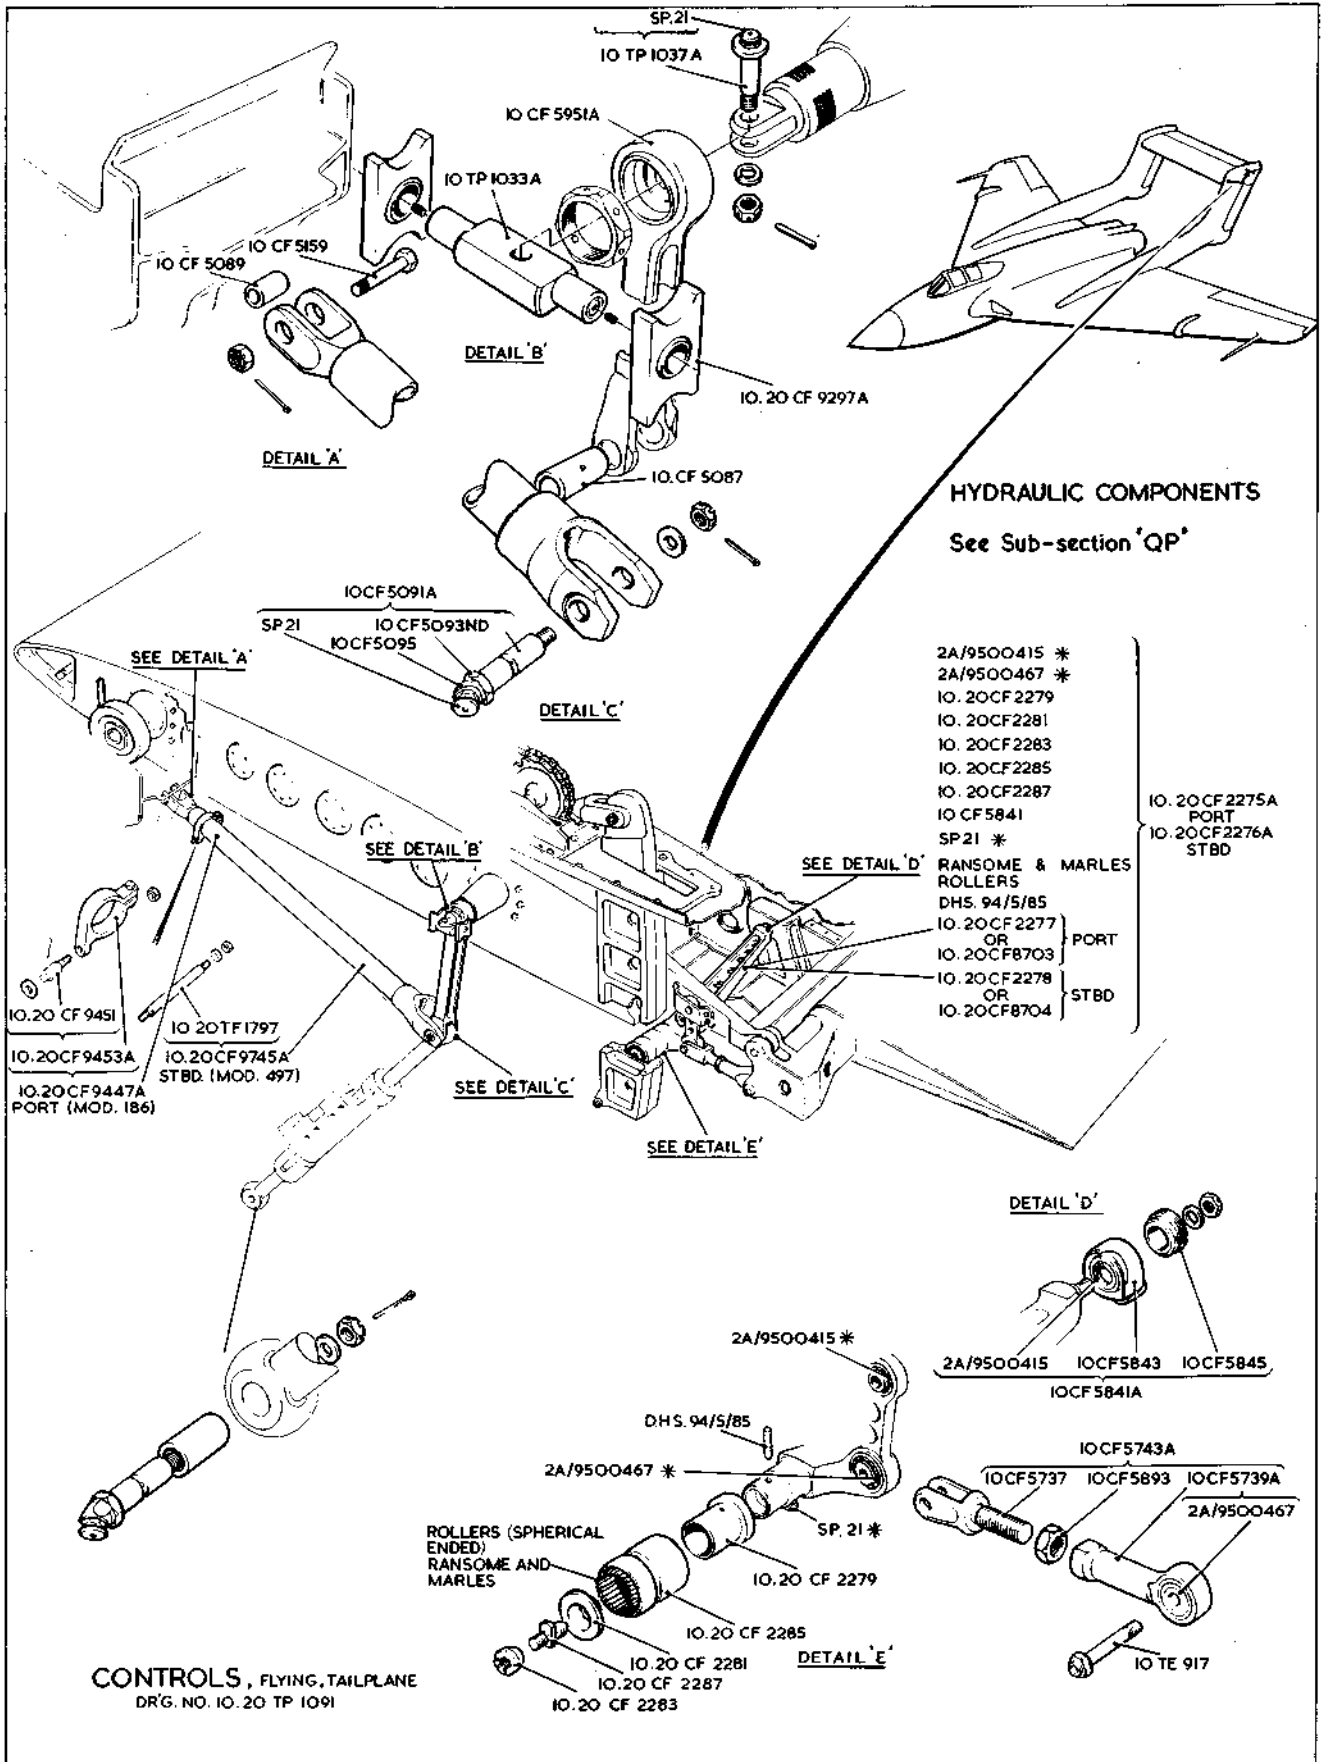 SP.21
10 TP 1037A
10 CF 5951A
10 TP 1033A
10 CF 5159
10 CF 5089
DETAIL 'B'
10.20 CF 9297A
DETAIL 'A'
10.CF 5087
HYDRAULIC COMPONENTS
See Sub-section 'QP'
10CF5091A
SP.21
10CF5093ND
10CF5095
DETAIL 'C'
SEE DETAIL 'A'
2A/9500415 *
2A/9500467 *
10.20CF2279
10.20CF2281
10.20CF2283
10.20CF2285
10.20CF2287
10 CF5841
SP21 *
RANSOME & MARLES
ROLLERS
DHS. 94/5/85
10.20CF2277
OR
10.20CF8703
PORT
10.20CF2278
OR
10.20CF8704
STBD
10.20CF2275A
PORT
10.20CF2276A
STBD
SEE DETAIL 'B'
SEE DETAIL 'D'
10.20 CF 9451
10.20CF9453A
10.20CF9447A
PORT (MOD. 186)
10.20TF1797
10.20CF9745A
STBD. (MOD. 497)
SEE DETAIL 'C'
SEE DETAIL 'E'
DETAIL 'D'
2A/9500415
10CF5843
10CF5845
10CF5841A
2A/9500415 *
D.H.S. 94/5/85
2A/9500467 *
SP. 21 *
ROLLERS (SPHERICAL
ENDED)
RANSOME AND
MARLES
10.20 CF 2279
10.20 CF 2285
10.20 CF 2281
10.20 CF 2287
10.20 CF 2283
DETAIL 'E'
10CF5743A
10CF5737
10CF5893
10CF5739A
2A/9500467
10 TE 917
CONTROLS, FLYING, TAILPLANE
DR'G. NO. 10.20 TP 1091